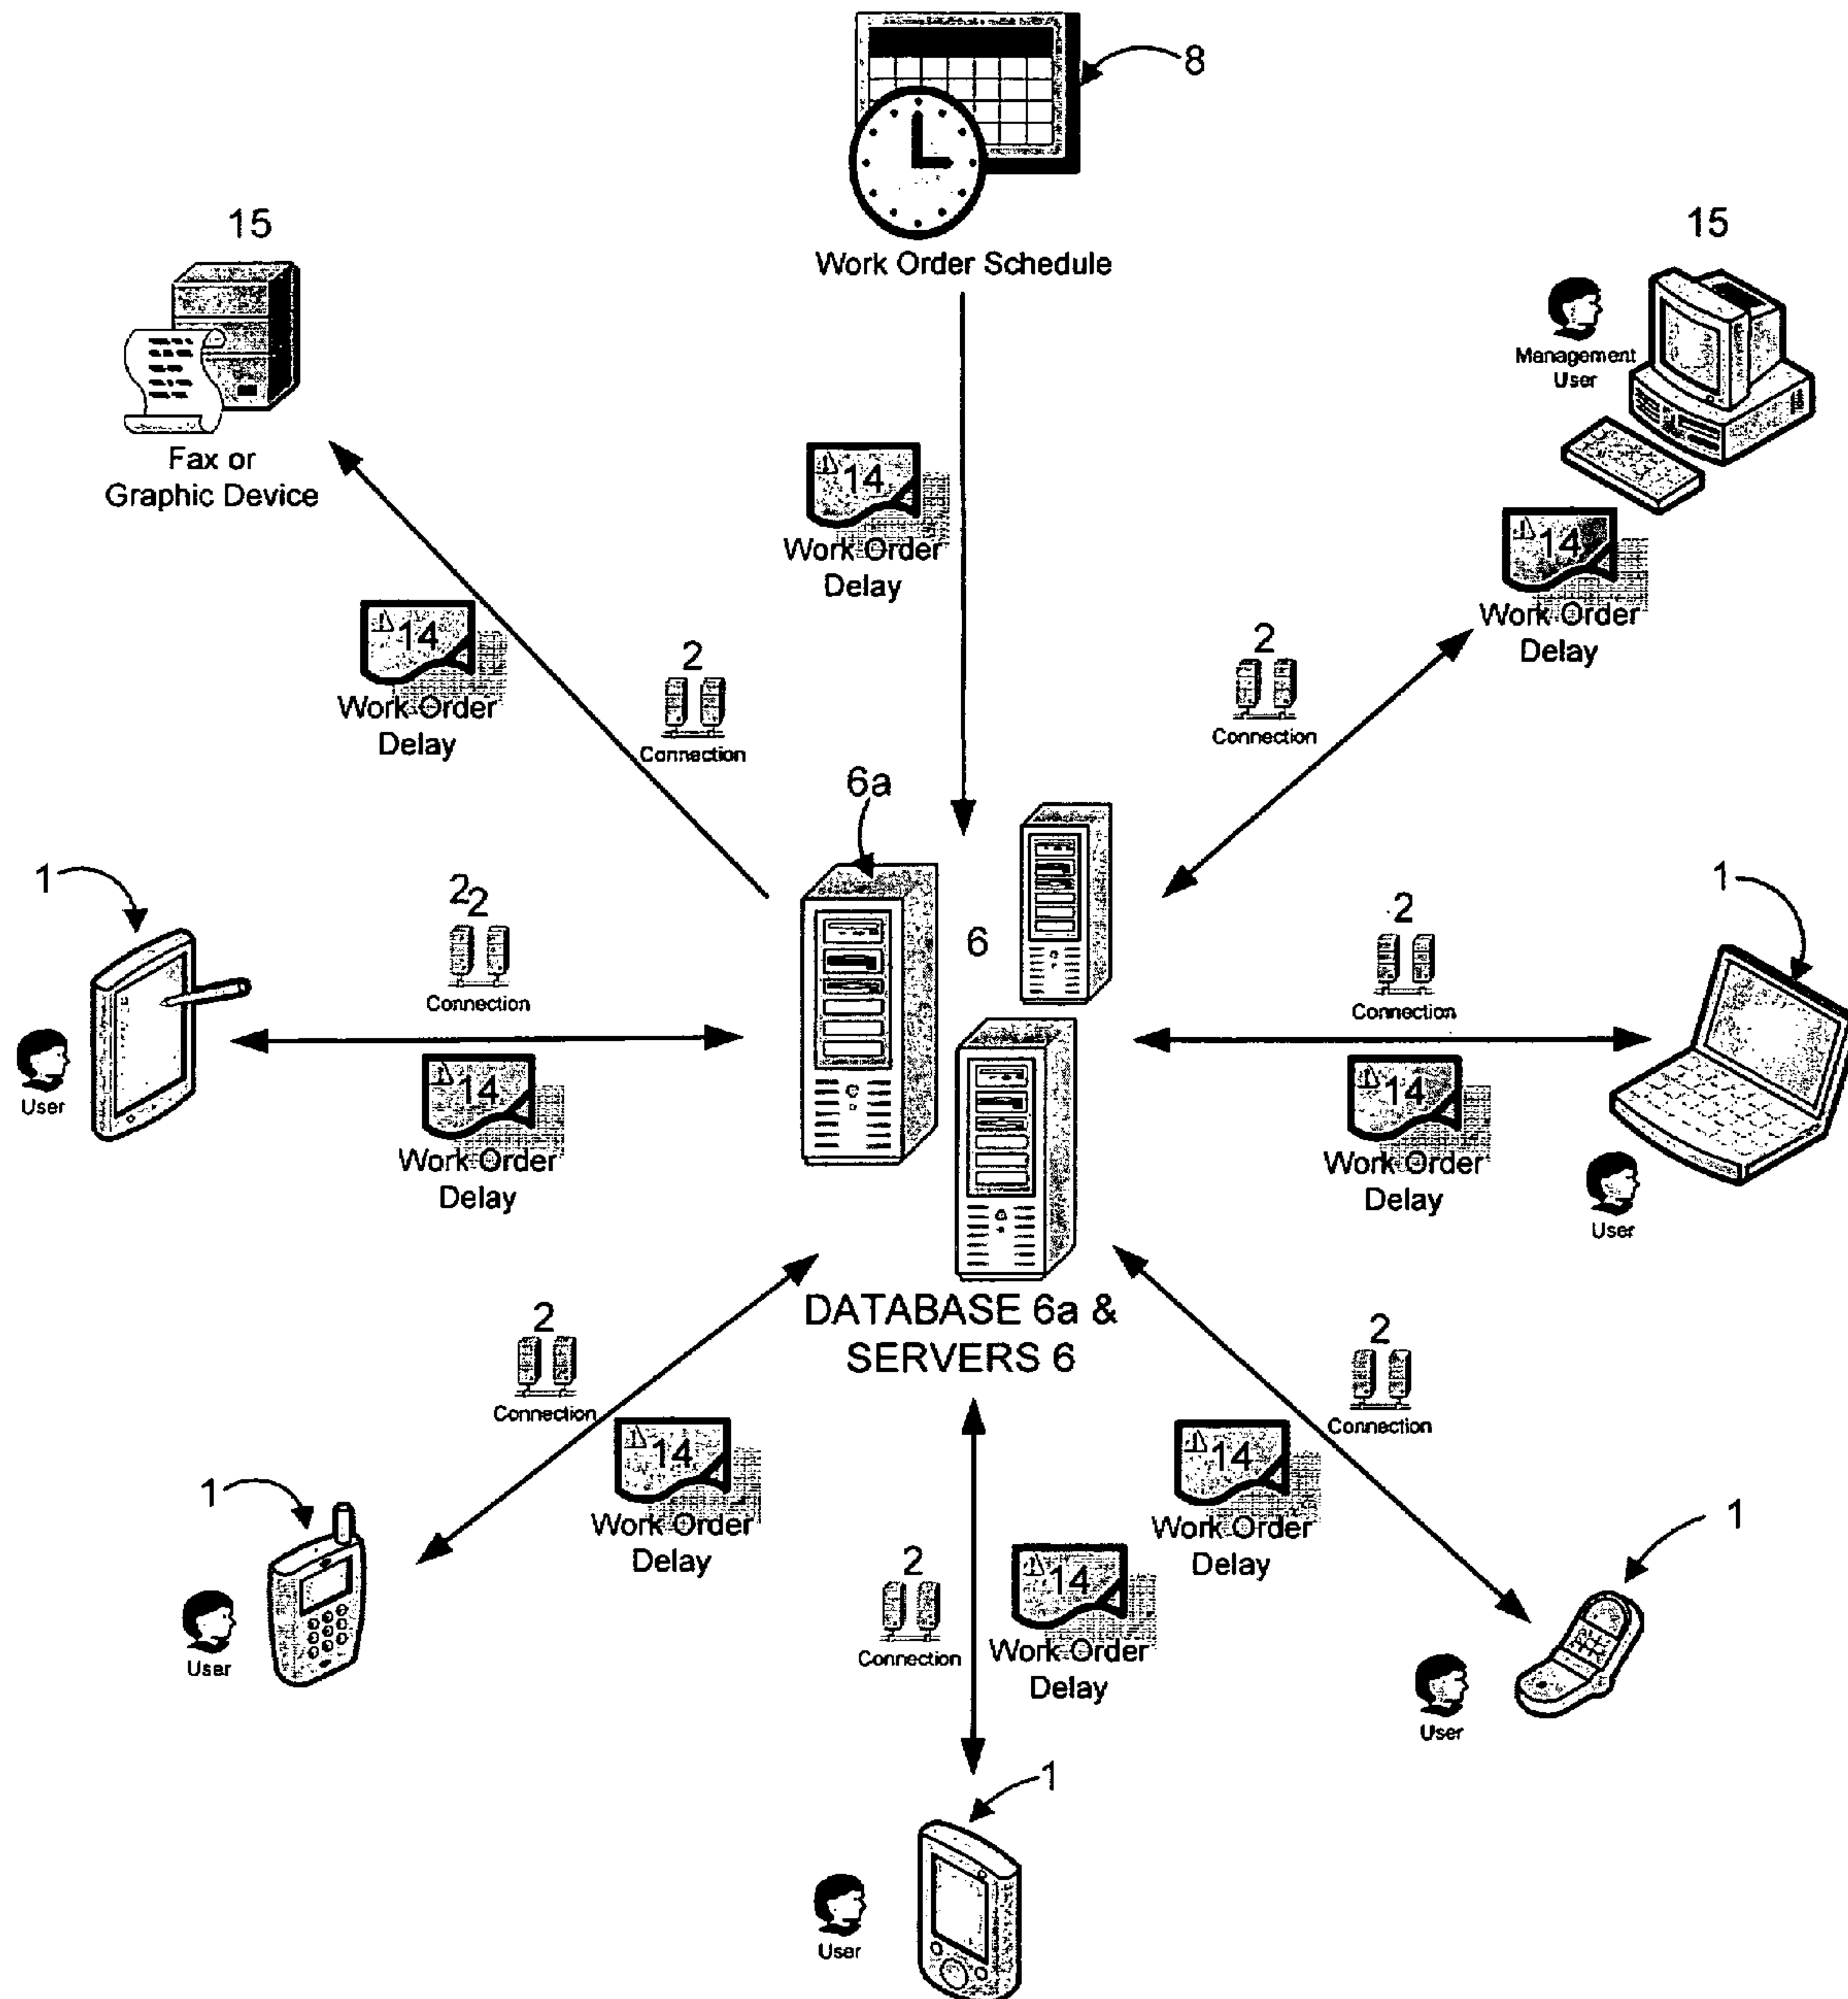 8
Work Order Schedule
15
Fax or
Graphic Device
15
Management
User
14
Work Order
Delay
14
Work Order
Delay
2
Connection
14
Work Order
Delay
2
Connection
6a
6
1
User
2
2
Connection
14
Work Order
Delay
2
Connection
14
Work Order
Delay
1
User
DATABASE 6a &
SERVERS 6
2
Connection
14
Work Order
Delay
1
User
2
Connection
14
Work Order
Delay
1
User
2
Connection
14
Work Order
Delay
1
User